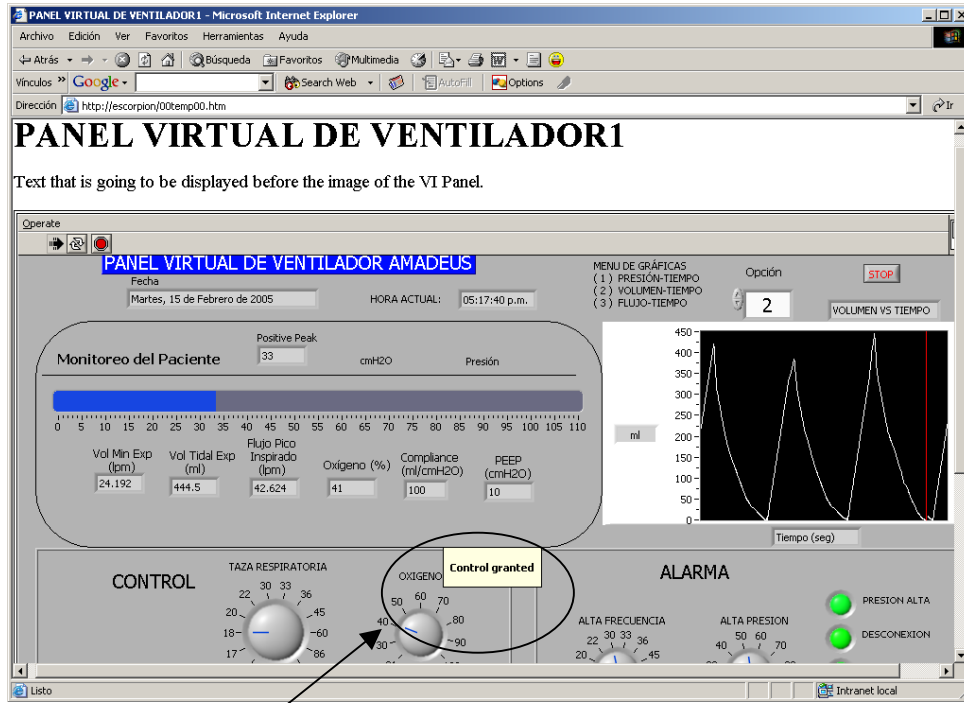 PANEL VIRTUAL DE VENTILADOR1 - Microsoft Internet Explorer
Archivo Edición Ver Favoritos Herramientas Ayuda
Atrás Búsqueda Favoritos Multimedia
Vínculos » Google Search Web AutoFill Options
Dirección http://escorpion/00temp00.htm Ir
PANEL VIRTUAL DE VENTILADOR1
Text that is going to be displayed before the image of the VI Panel.
Operate
PANEL VIRTUAL DE VENTILADOR AMADEUS
Fecha
Martes, 15 de Febrero de 2005
HORA ACTUAL: 05:17:40 p.m.
MENU DE GRÁFICAS
(1) PRESIÓN-TIEMPO
(2) VOLUMEN-TIEMPO
(3) FLUJO-TIEMPO
Opción
2
STOP
VOLUMEN VS TIEMPO
Monitoreo del Paciente
Positive Peak
33
cmH2O
Presión
0 5 10 15 20 25 30 35 40 45 50 55 60 65 70 75 80 85 90 95 100 105 110
Vol Min Exp
(lpm)
24.192
Vol Tidal Exp
(ml)
444.5
Flujo Pico
Inspirado
(lpm)
42.624
Oxígeno (%)
41
Compliance
(ml/cmH2O)
100
PEEP
(cmH2O)
10
450
400
350
300
250
200
150
100
50
0
ml
Tiempo (seg)
CONTROL
TAZA RESPIRATORIA
17 18 20 22 30 33 36 45 60 86
OXIGENO
Control granted
30 40 50 60 70 80 90
ALARMA
ALTA FRECUENCIA
20 22 30 33 36 45
ALTA PRESION
40 50 60 70
PRESION ALTA
DESCONEXION
Listo
Intranet local